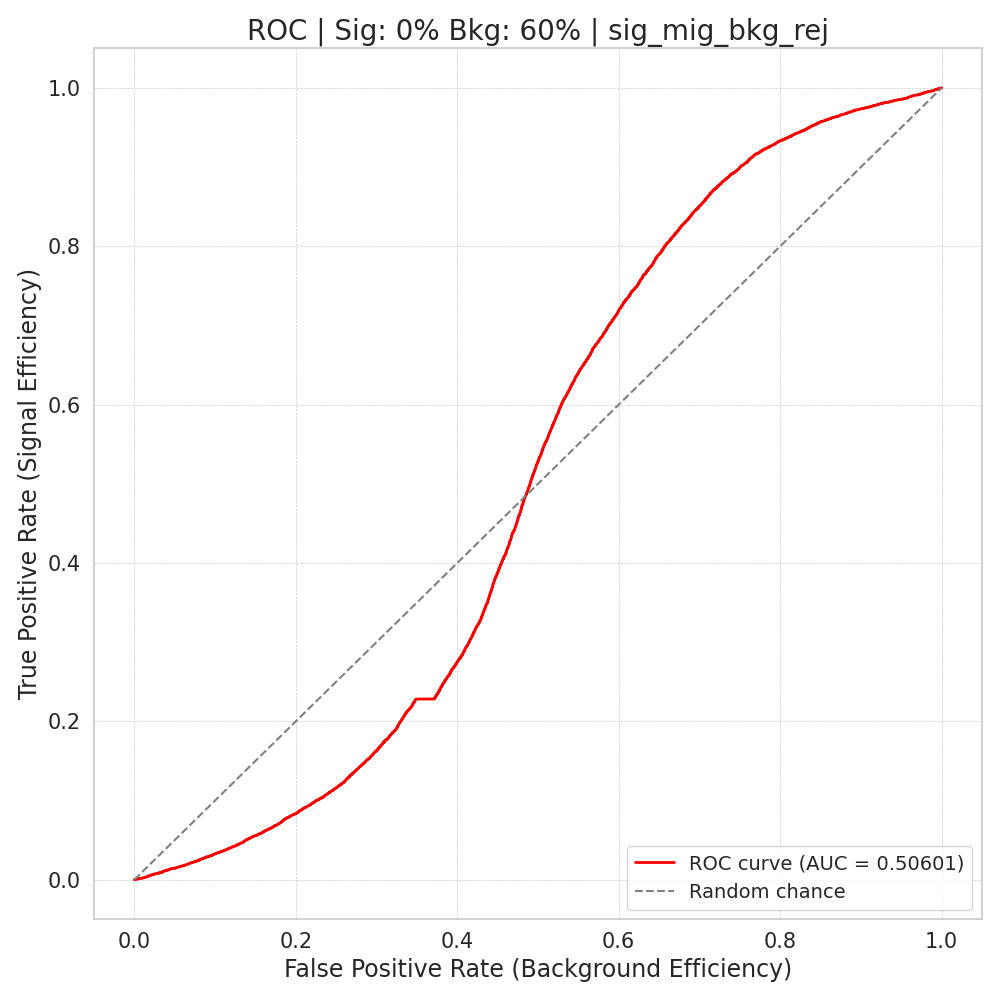 ROC | Sig: 0% Bkg: 60% | sig_mig_bkg_rej
True Positive Rate (Signal Efficiency)
1.0
0.8
0.6
0.4
0.2
0.0
ROC curve (AUC = 0.50601)
Random chance
0.0 0.2 0.4 0.6 0.8 1.0
False Positive Rate (Background Efficiency)